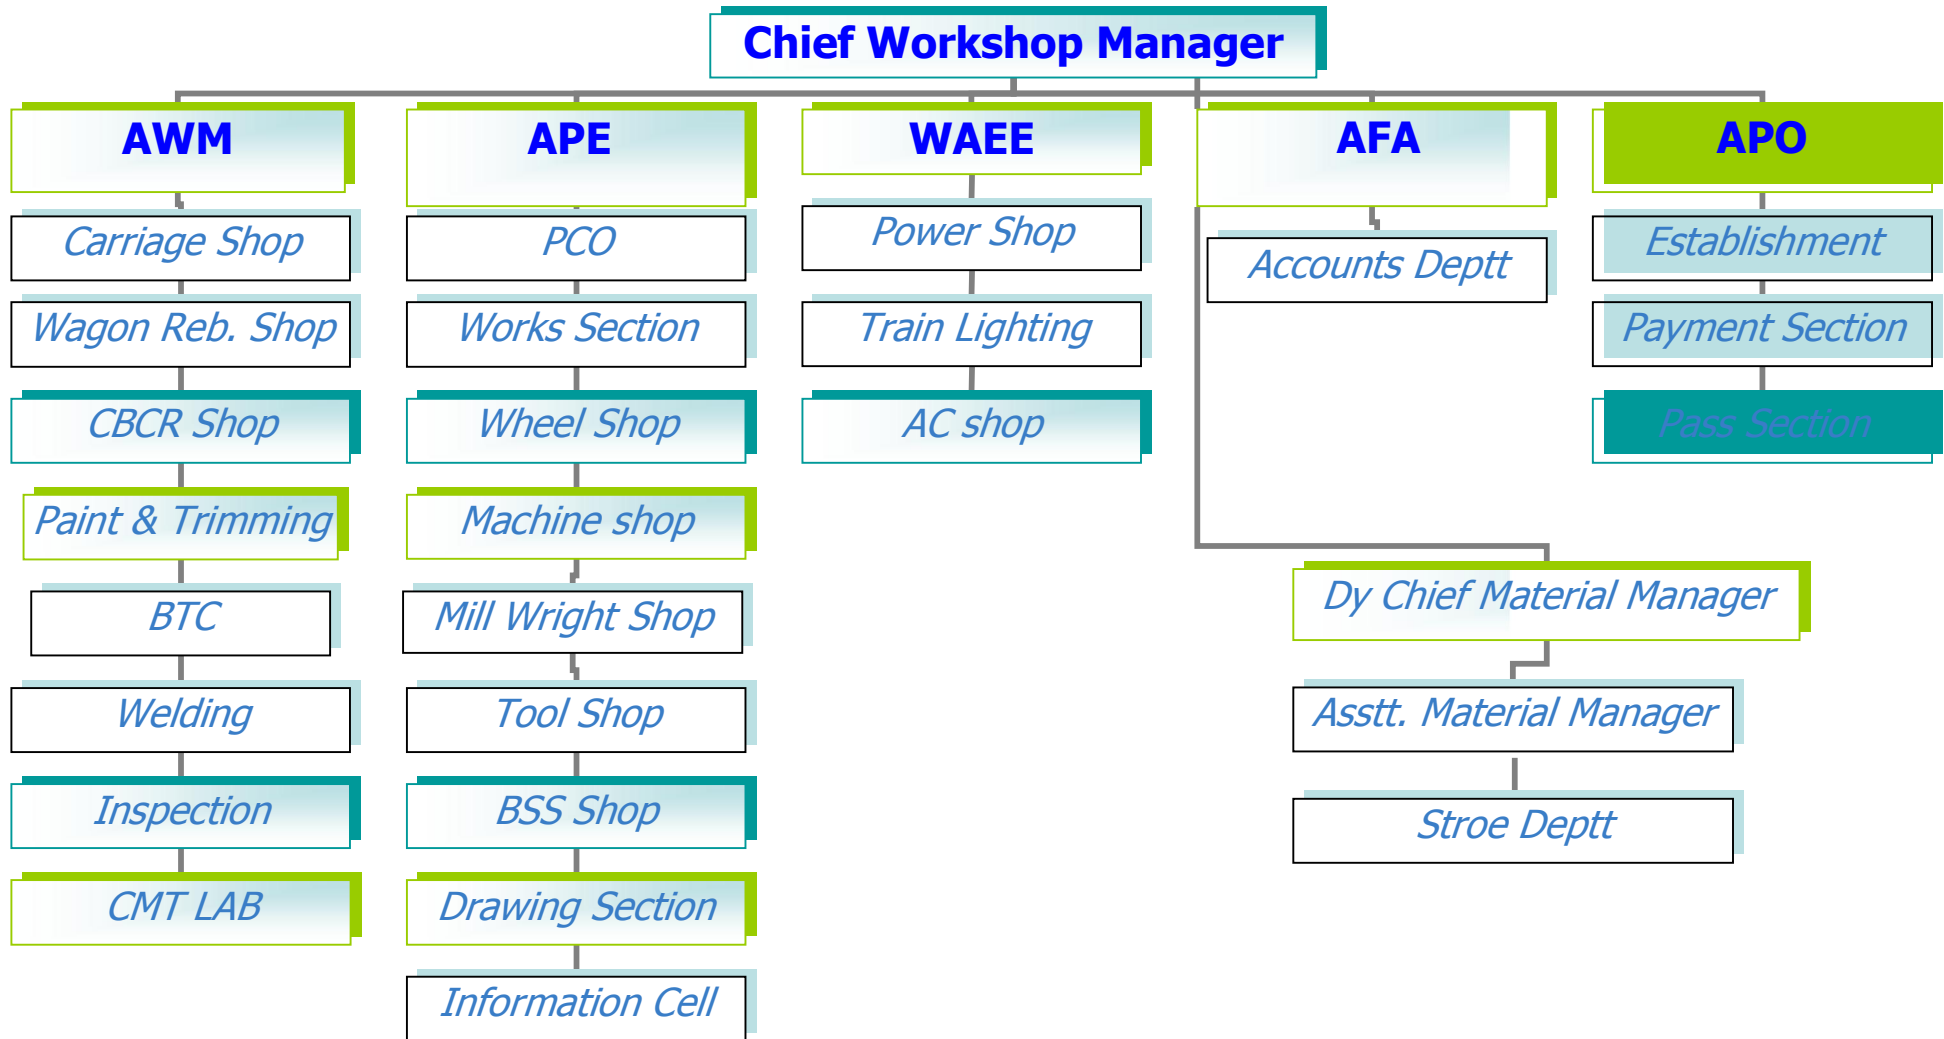 Chief Workshop Manager
AWM
APE
WAEE
AFA
APO
Carriage Shop
Wagon Reb. Shop
CBCR Shop
Paint & Trimming
BTC
Welding
Inspection
CMT LAB
PCO
Works Section
Wheel Shop
Machine shop
Mill Wright Shop
Tool Shop
BSS Shop
Drawing Section
Information Cell
Power Shop
Train Lighting
AC shop
Accounts Deptt
Establishment
Payment Section
Pass Section
Dy Chief Material Manager
Asstt. Material Manager
Stroe Deptt